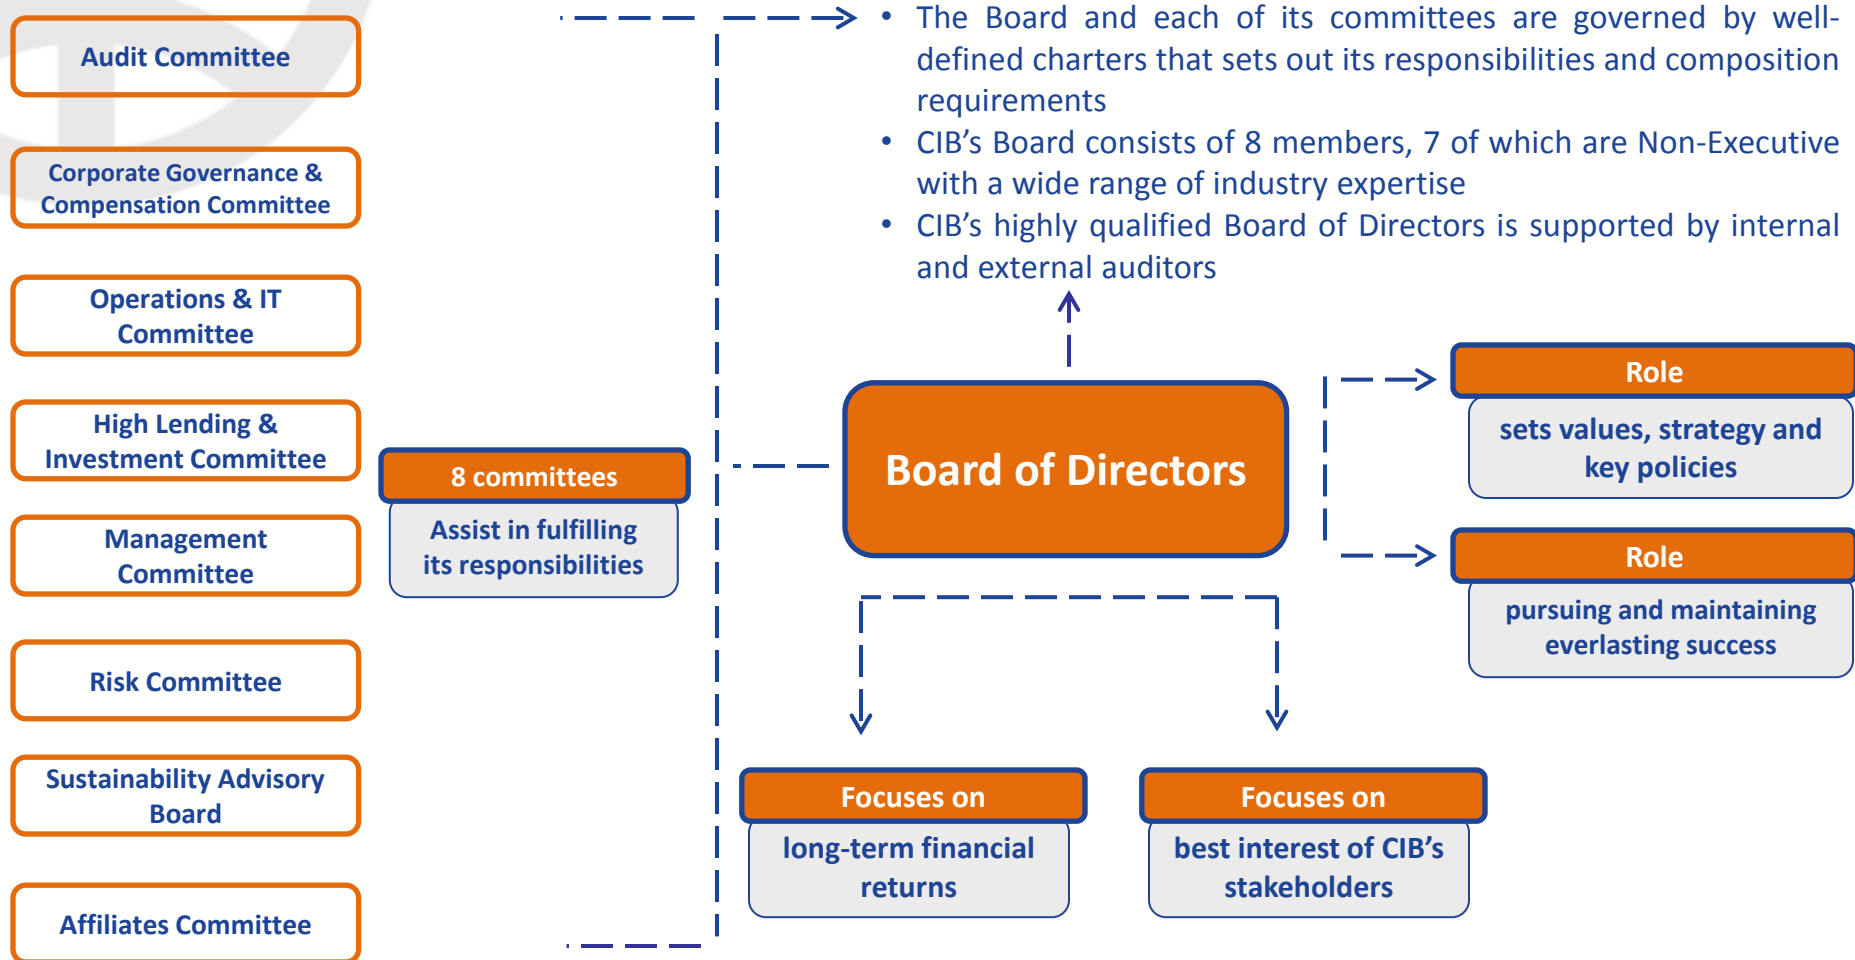 Audit Committee
Corporate Governance &
Compensation Committee
Operations & IT
Committee
High Lending &
Investment Committee
Management
Committee
Risk Committee
Sustainability Advisory
Board
Affiliates Committee
8 committees
Assist in fulfilling
its responsibilities
• The Board and each of its committees are governed by well-
defined charters that sets out its responsibilities and composition
requirements
• CIB’s Board consists of 8 members, 7 of which are Non-Executive
with a wide range of industry expertise
• CIB’s highly qualified Board of Directors is supported by internal
and external auditors
Board of Directors
Role
sets values, strategy and
key policies
Role
pursuing and maintaining
everlasting success
Focuses on
long-term financial
returns
Focuses on
best interest of CIB’s
stakeholders